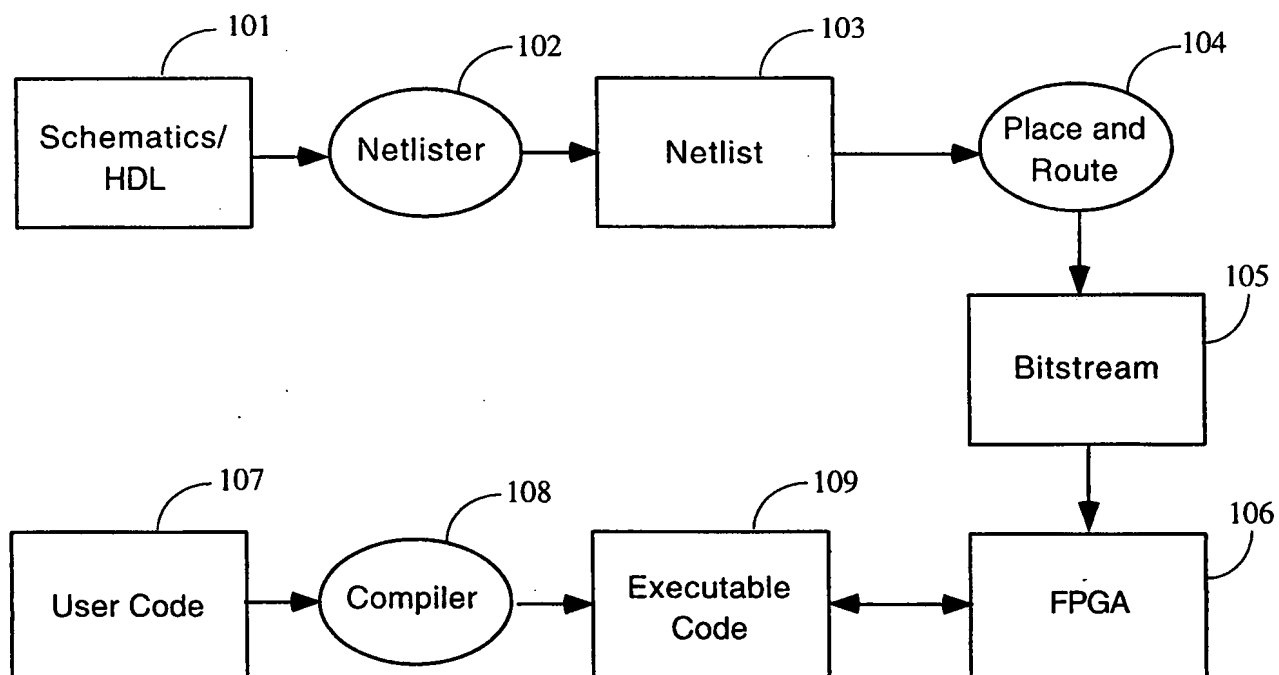 101
102
103
104
Schematics/
HDL
Netlister
Netlist
Place and
Route
105
Bitstream
107
108
109
106
User Code
Compiler
Executable
Code
FPGA